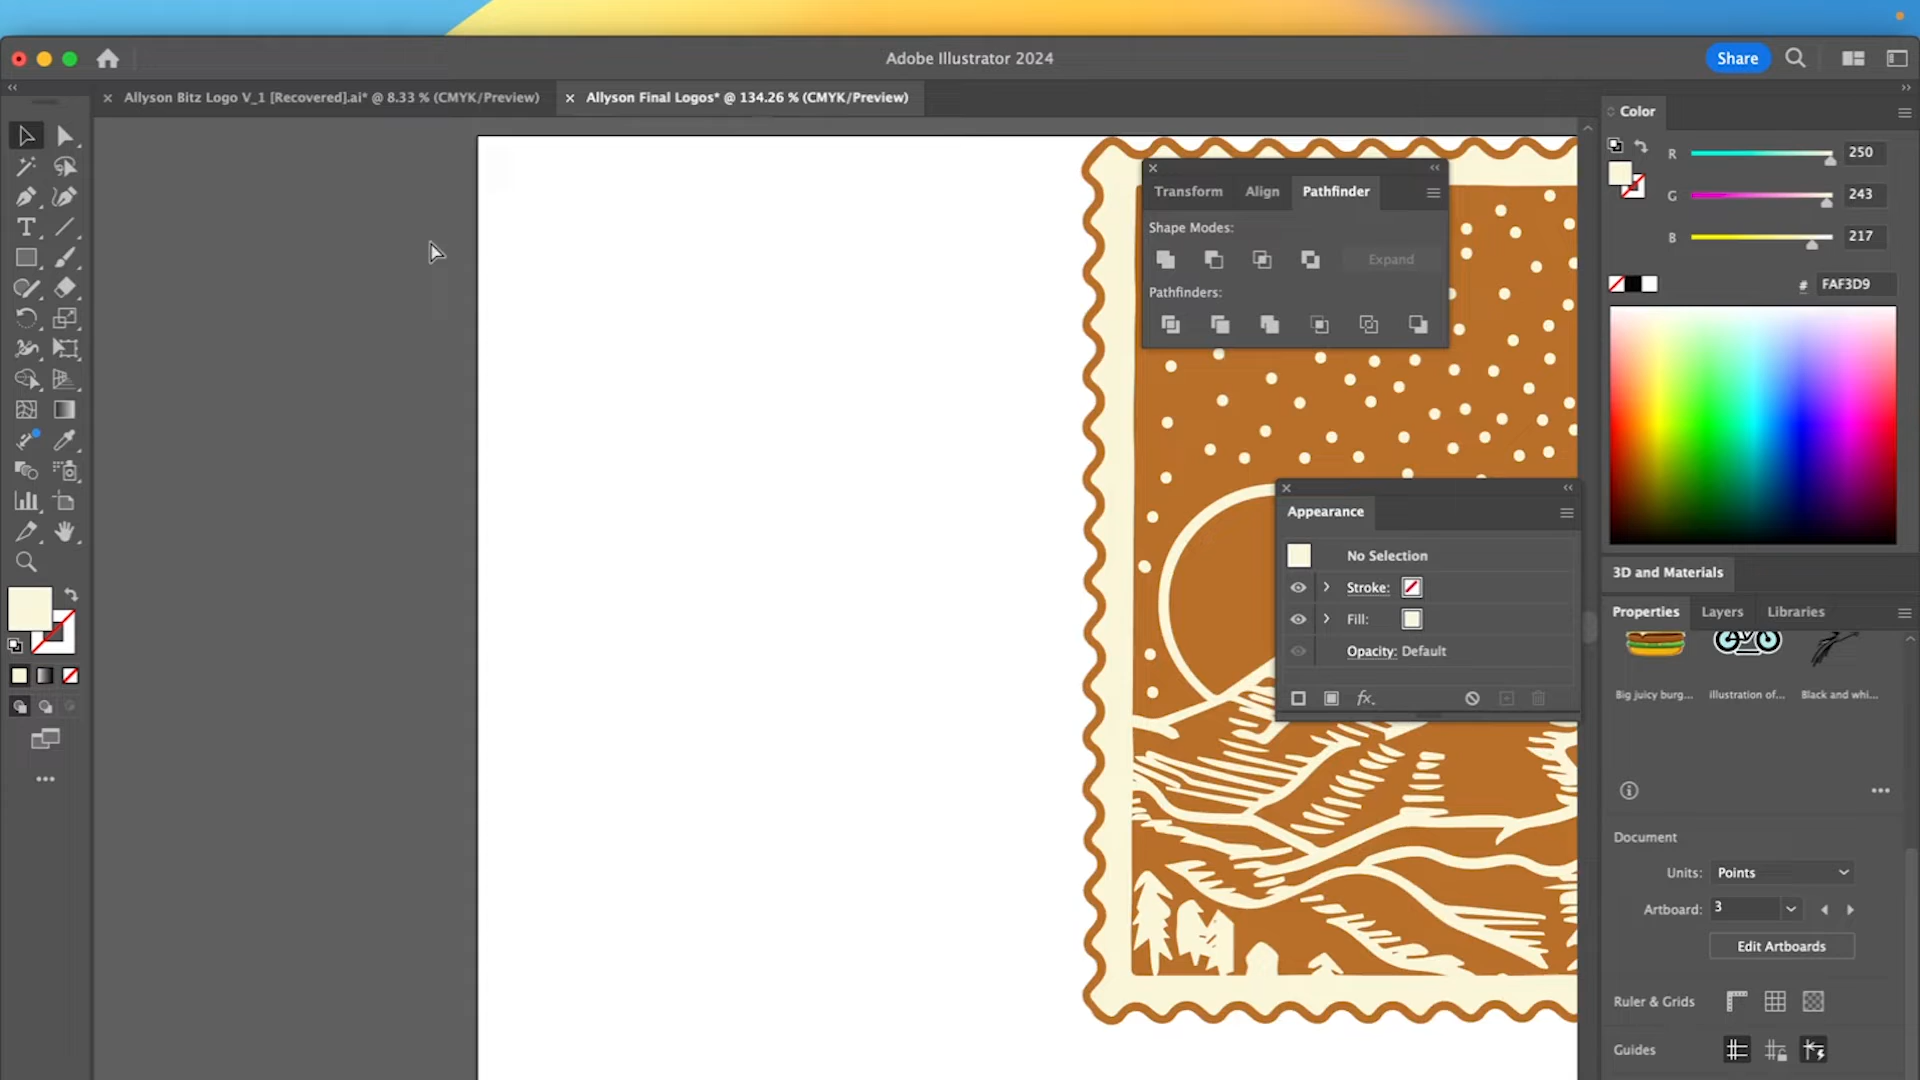 Adobe Illustrator 2024
Share
Allyson Bitz Logo V_1 [Recovered].ai* @ 8.33 % (CMYK/Preview)
Allyson Final Logos* @ 134.26 % (CMYK/Preview)
Color
R 250
G 243
B 217
# FAF3D9
Transform Align Pathfinder
Shape Modes:
Expand
Pathfinders:
Appearance
No Selection
Stroke:
Fill:
Opacity: Default
fx.
3D and Materials
Properties Layers Libraries
Big juicy burg... illustration of... Black and whi...
Document
Units: Points
Artboard: 3
Edit Artboards
Ruler & Grids
Guides